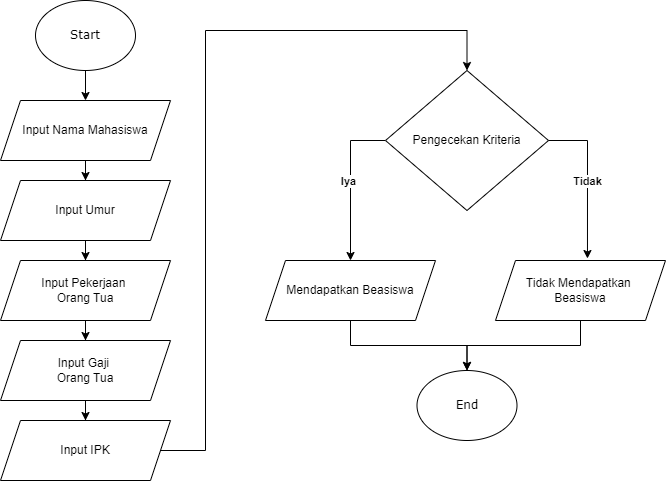 Start
Input Nama Mahasiswa
Input Umur
Input Pekerjaan
Orang Tua
Input Gaji
Orang Tua
Input IPK
Pengecekan Kriteria
Iya
Tidak
Mendapatkan Beasiswa
Tidak Mendapatkan
Beasiswa
End